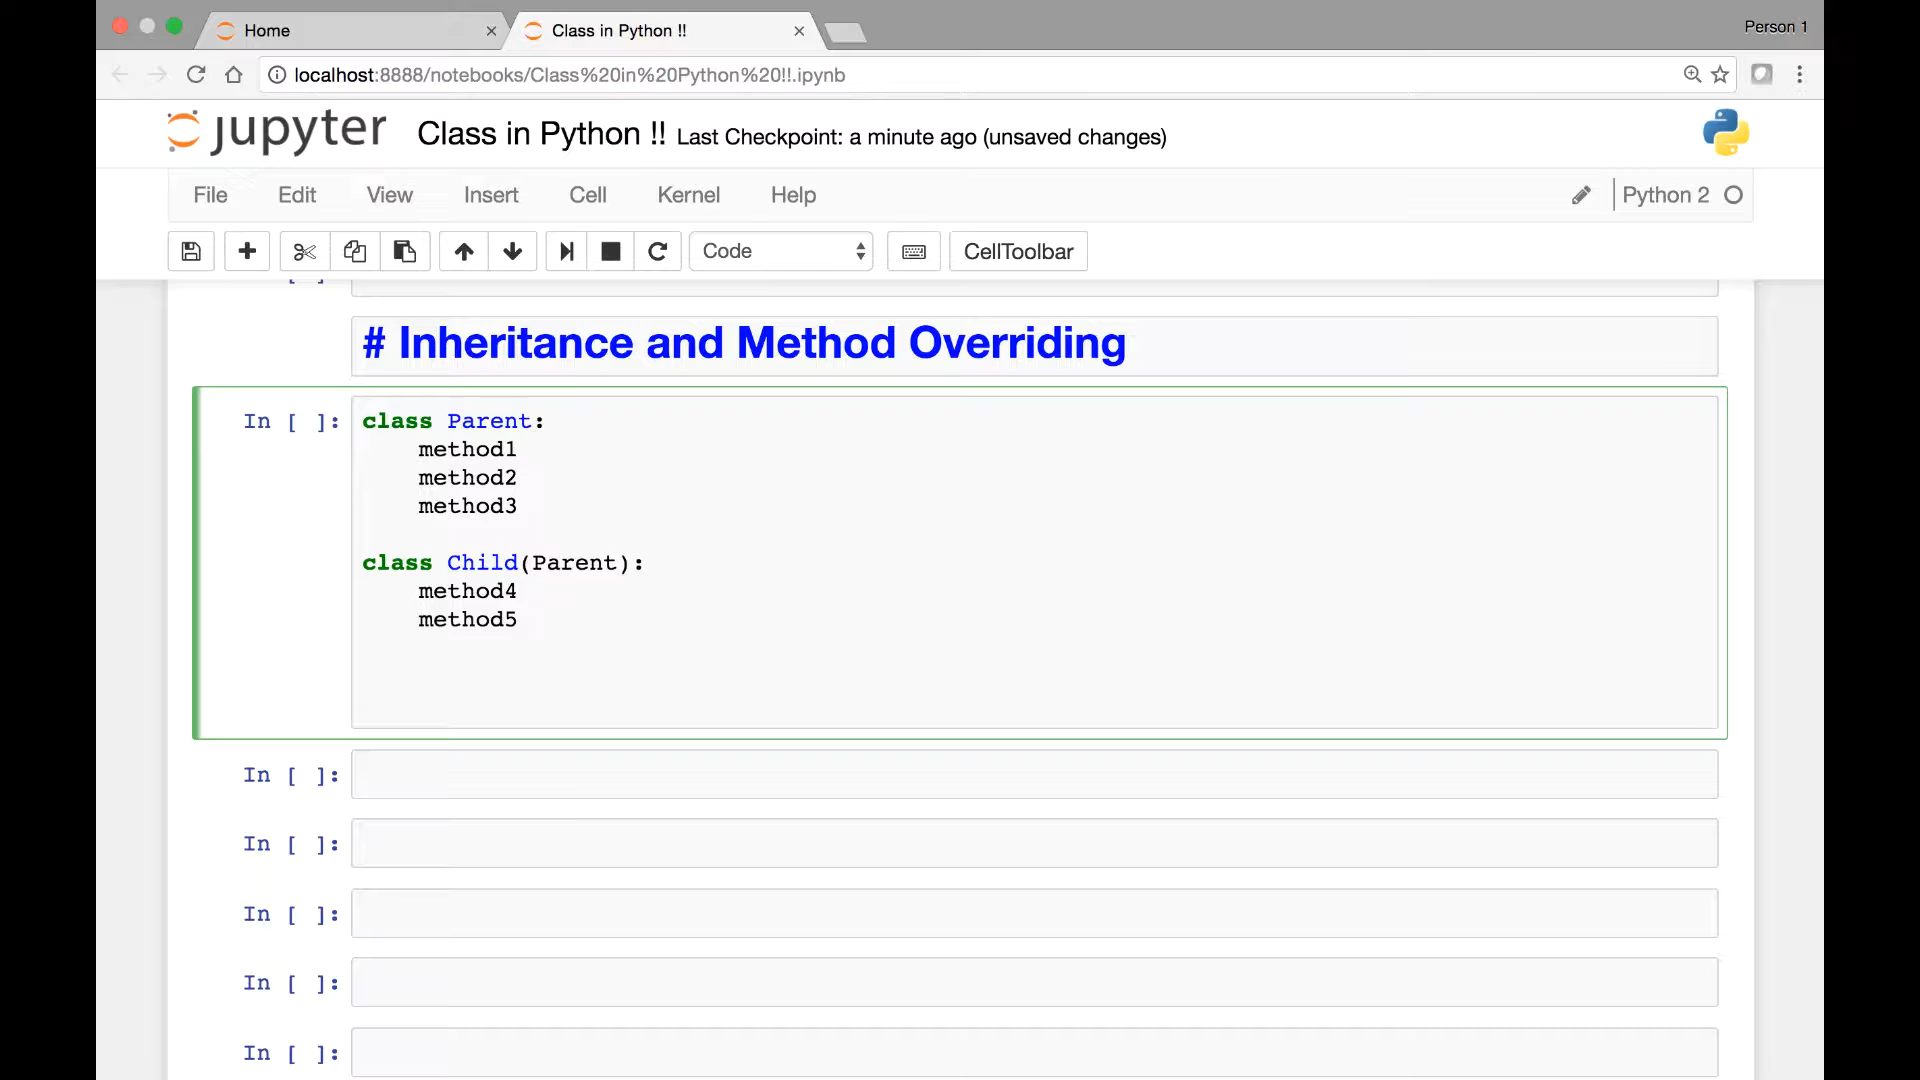 Home
Class in Python !!
Person 1
localhost:8888/notebooks/Class%20in%20Python%20!!.ipynb
jupyter Class in Python !! Last Checkpoint: a minute ago (unsaved changes)
File Edit View Insert Cell Kernel Help Python 2
Code CellToolbar
# Inheritance and Method Overriding
In [ ]: class Parent:
method1
method2
method3
class Child(Parent):
method4
method5
In [ ]:
In [ ]:
In [ ]:
In [ ]:
In [ ]: